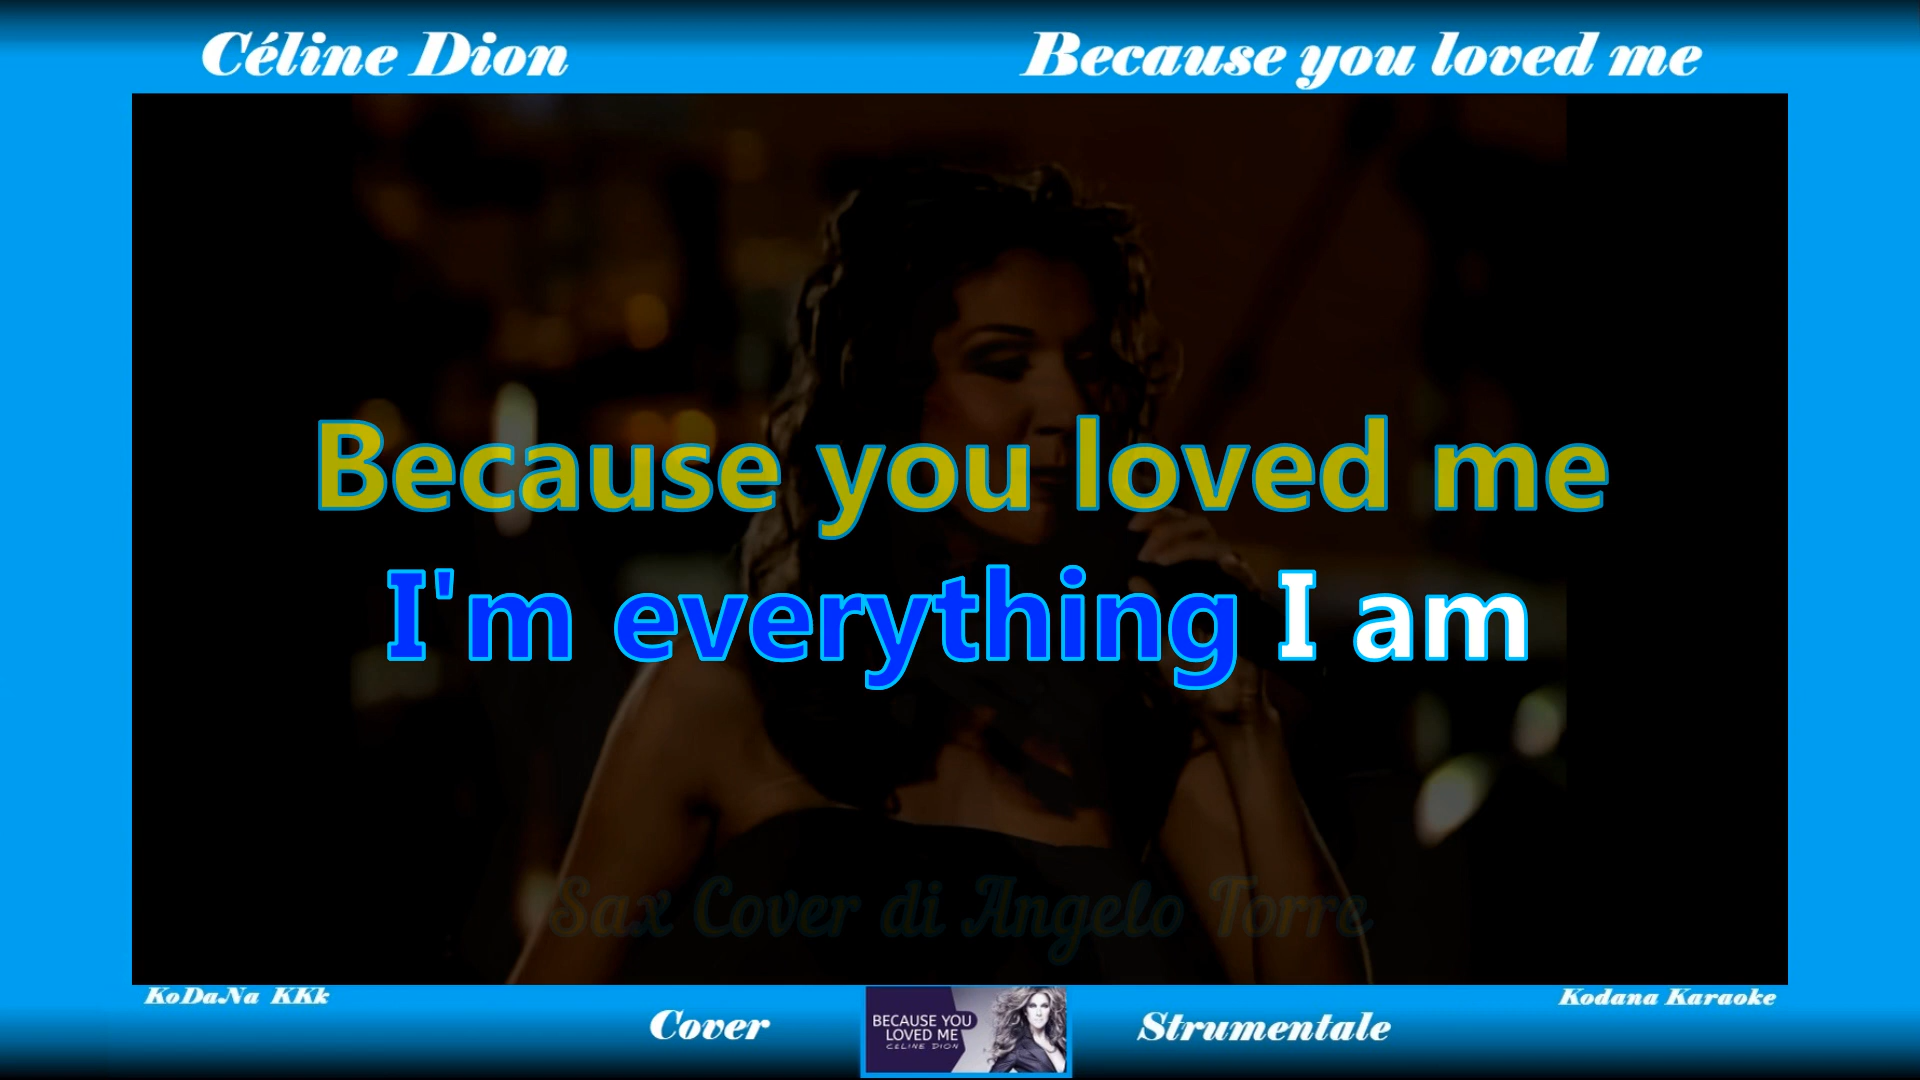 Céline Dion
Because you loved me
Because you loved me
I'm everything I am
Sax Cover di Angelo Torre
KoDaNa KKk
Kodana Karaoke
Cover
BECAUSE YOU
LOVED ME
CELINE DION
Strumentale